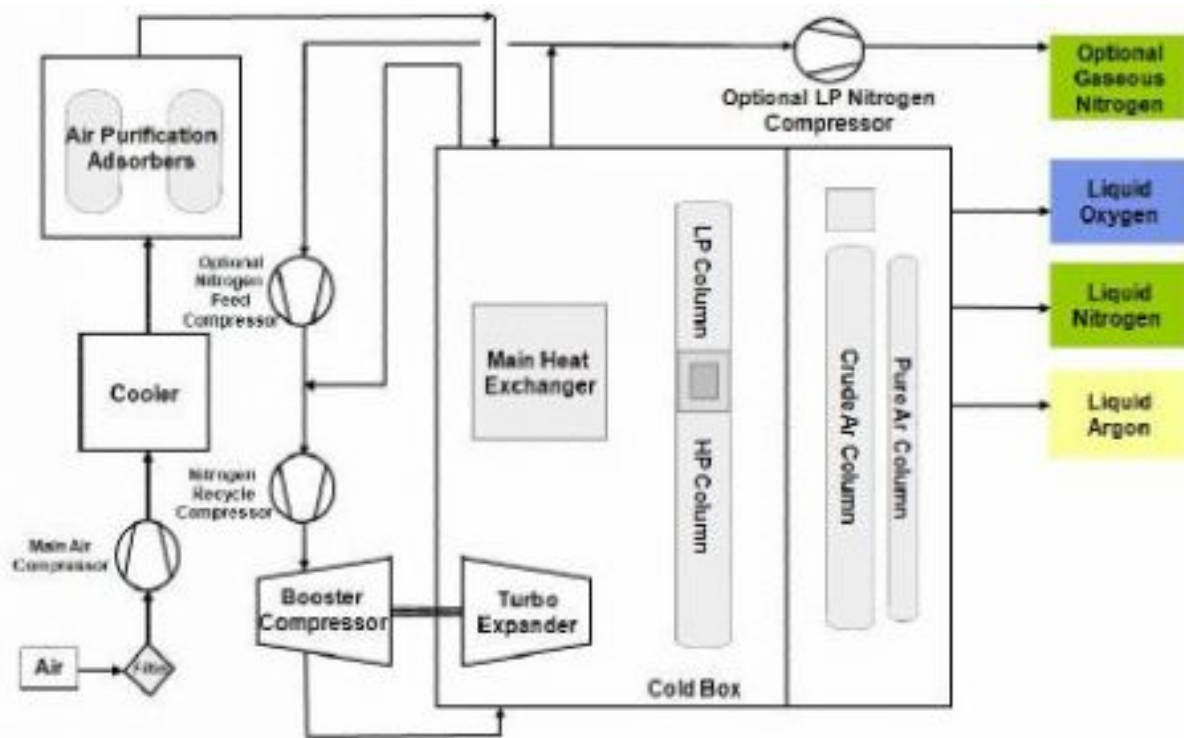 Optional
Gaseous
Nitrogen
Optional LP Nitrogen
Compressor
Air Purification
Adsorbers
Liquid
Oxygen
Optional
Nitrogen
Feed
Compressor
LP Column
Liquid
Nitrogen
Main Heat
Exchanger
Cooler
Crude Ar Column
Pure Ar Column
Liquid
Argon
HP Column
Nitrogen
Recycle
Compressor
Main Air
Compressor
Booster
Compressor
Turbo
Expander
Air
Filter
Cold Box